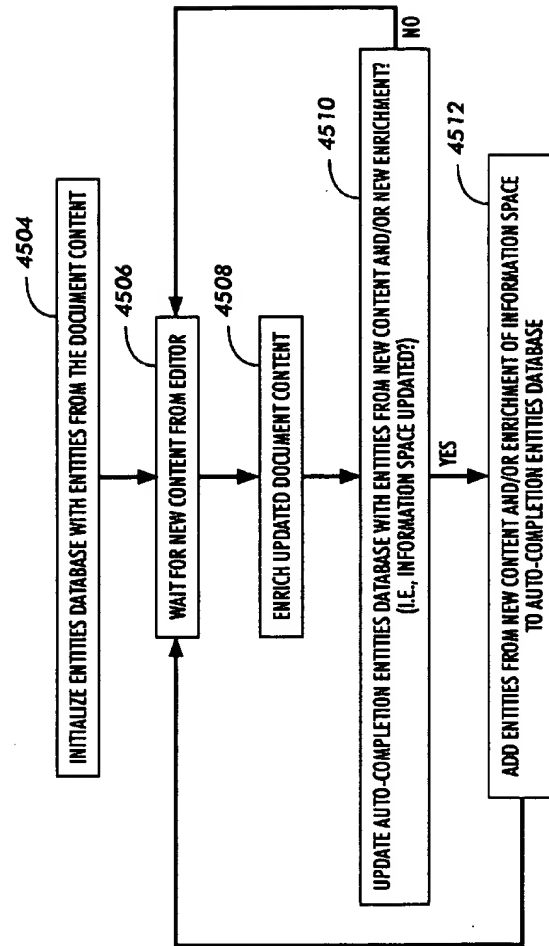 4504
INITIALIZE ENTITIES DATABASE WITH ENTITIES FROM THE DOCUMENT CONTENT
4506
WAIT FOR NEW CONTENT FROM EDITOR
4508
ENRICH UPDATED DOCUMENT CONTENT
4510
UPDATE AUTO-COMPLETION ENTITIES DATABASE WITH ENTITIES FROM NEW CONTENT AND/OR NEW ENRICHMENT?
(I.E., INFORMATION SPACE UPDATED?)
NO
YES
4512
ADD ENTITIES FROM NEW CONTENT AND/OR ENRICHMENT OF INFORMATION SPACE
TO AUTO-COMPLETION ENTITIES DATABASE